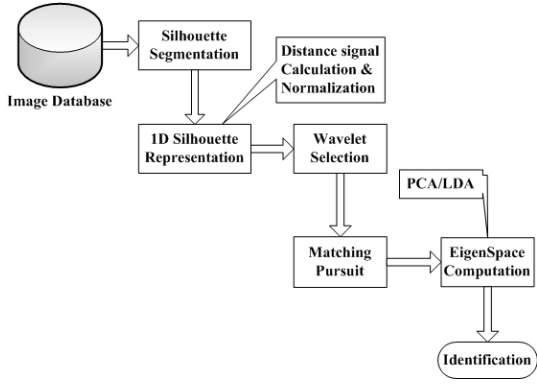 Image Database
Silhouette
Segmentation
Distance signal
Calculation &
Normalization
1D Silhouette
Representation
Wavelet
Selection
PCA/LDA
Matching
Pursuit
EigenSpace
Computation
Identification